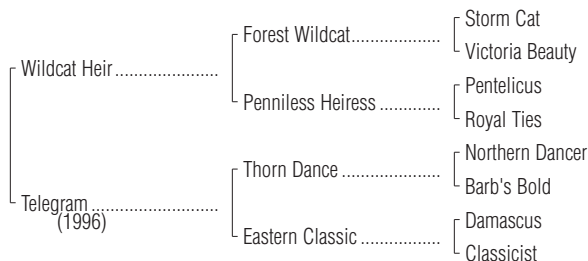 Storm Cat
Forest Wildcat
Victoria Beauty
Wildcat Heir
Pentelicus
Penniless Heiress
Royal Ties
Northern Dancer
Thorn Dance
Barb's Bold
Telegram
(1996)
Damascus
Eastern Classic
Classicist